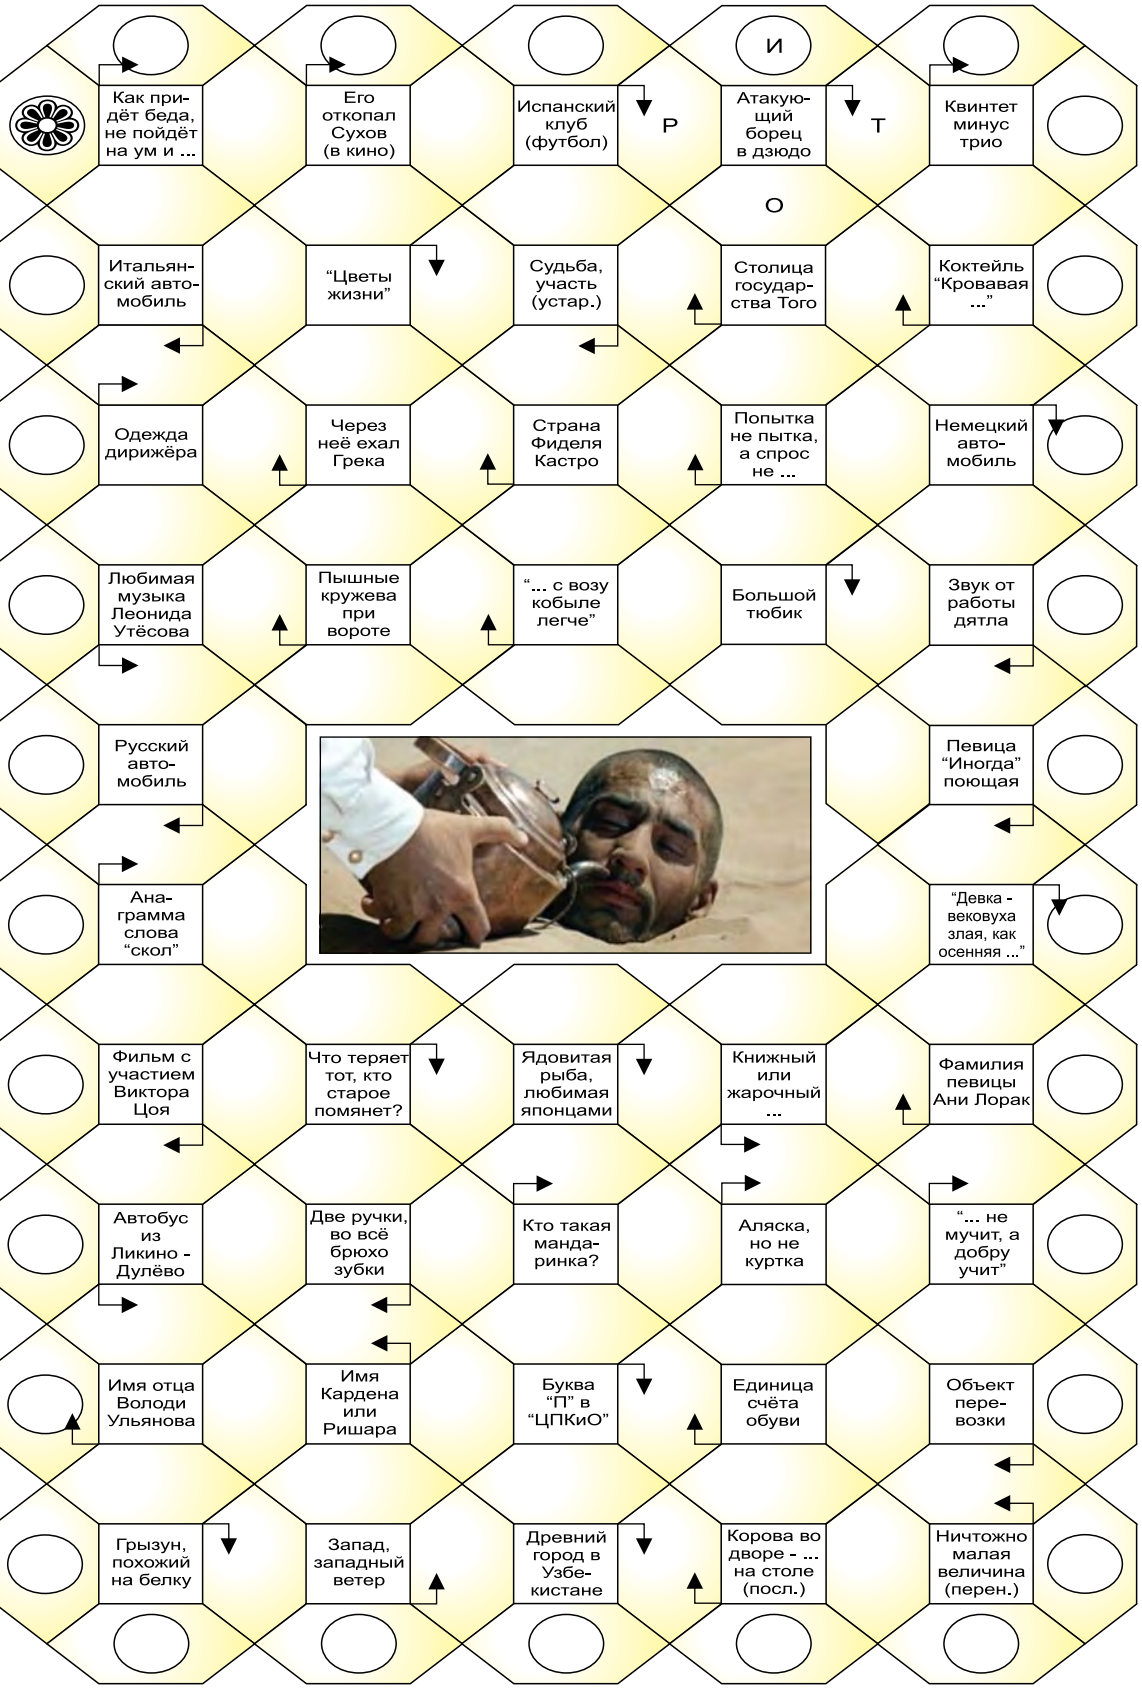 И
Как при-
дёт беда,
не пойдёт
на ум и ...
Его
откопал
Сухов
(в кино)
Испанский
клуб
(футбол)
Р
Атакую-
щий
борец
в дзюдо
Т
Квинтет
минус
трио
О
Итальян-
ский авто-
мобиль
“Цветы
жизни”
Судьба,
участь
(устар.)
Столица
государ-
ства Того
Коктейль
“Кровавая
...”
Одежда
дирижёра
Через
неё ехал
Грека
Страна
Фиделя
Кастро
Попытка
не пытка,
а спрос
не ...
Немецкий
авто-
мобиль
Любимая
музыка
Леонида
Утёсова
Пышные
кружева
при
вороте
“... с возу
кобыле
легче”
Большой
тюбик
Звук от
работы
дятла
Русский
авто-
мобиль
Певица
“Иногда”
поющая
Ана-
грамма
слова
“скол”
“Девка -
вековуха
злая, как
осенняя ...”
Фильм с
участием
Виктора
Цоя
Что теряет
тот, кто
старое
помянет?
Ядовитая
рыба,
любимая
японцами
Книжный
или
жарочный
...
Фамилия
певицы
Ани Лорак
Автобус
из
Ликино -
Дулёво
Две ручки,
во всё
брюхо
зубки
Кто такая
манда-
ринка?
Аляска,
но не
куртка
“... не
мучит, а
добру
учит”
Имя отца
Володи
Ульянова
Имя
Кардена
или
Ришара
Буква
“П” в
“ЦПКиО”
Единица
счёта
обуви
Объект
пере-
возки
Грызун,
похожий
на белку
Запад,
западный
ветер
Древний
город в
Узбе-
кистане
Корова во
дворе - ...
на столе
(посл.)
Ничтожно
малая
величина
(перен.)